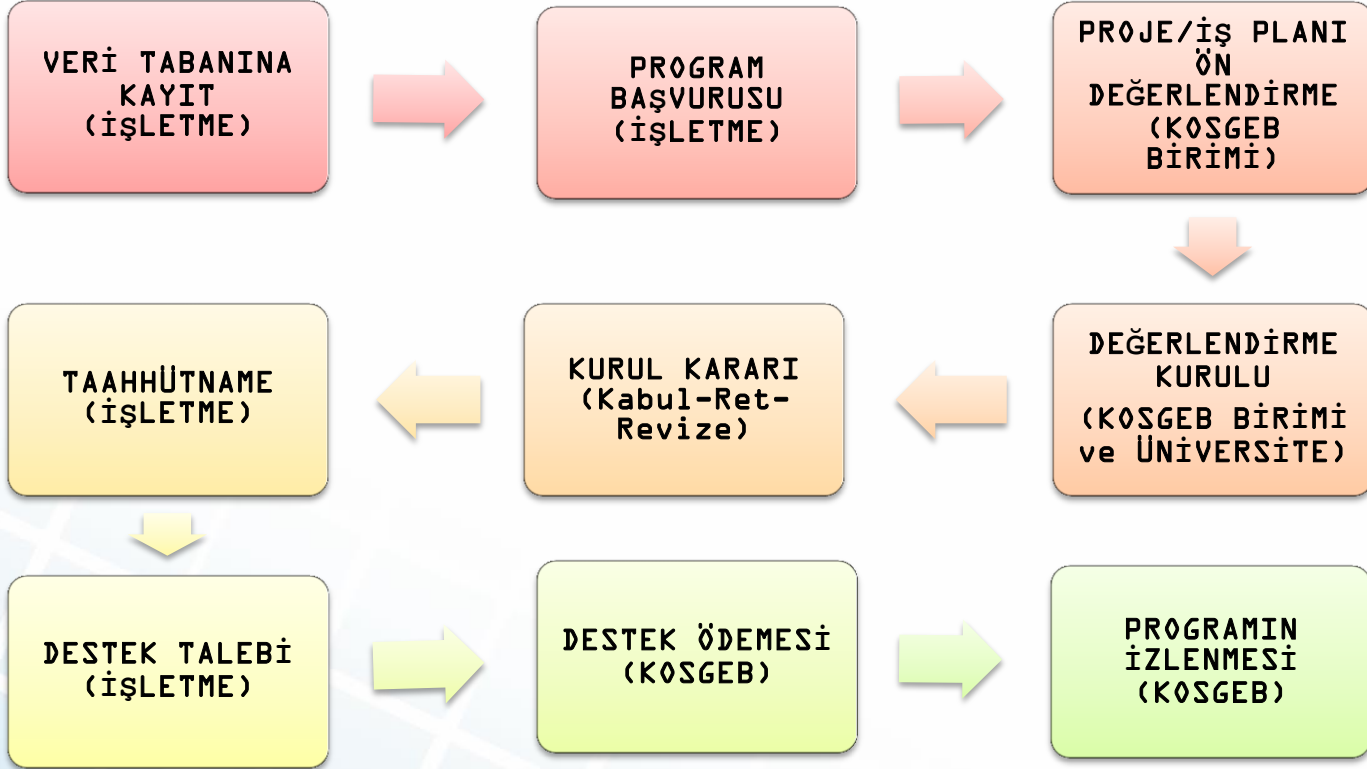 VERİ TABANINA
KAYIT
(İŞLETME)
PROGRAM
BAŞVURUSU
(İŞLETME)
PROJE/İŞ PLANI
ÖN
DEĞERLENDİRME
(KOSGEB
BİRİMİ)
DEĞERLENDİRME
KURULU
(KOSGEB BİRİMİ
ve ÜNİVERSİTE)
KURUL KARARI
(Kabul-Ret-
Revize)
TAAHHÜTNAME
(İŞLETME)
DESTEK TALEBİ
(İŞLETME)
DESTEK ÖDEMESİ
(KOSGEB)
PROGRAMIN
İZLENMESİ
(KOSGEB)